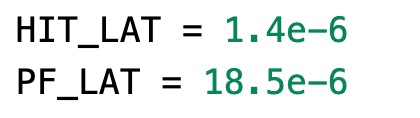 HIT_LAT = 1.4e-6
PF_LAT = 18.5e-6